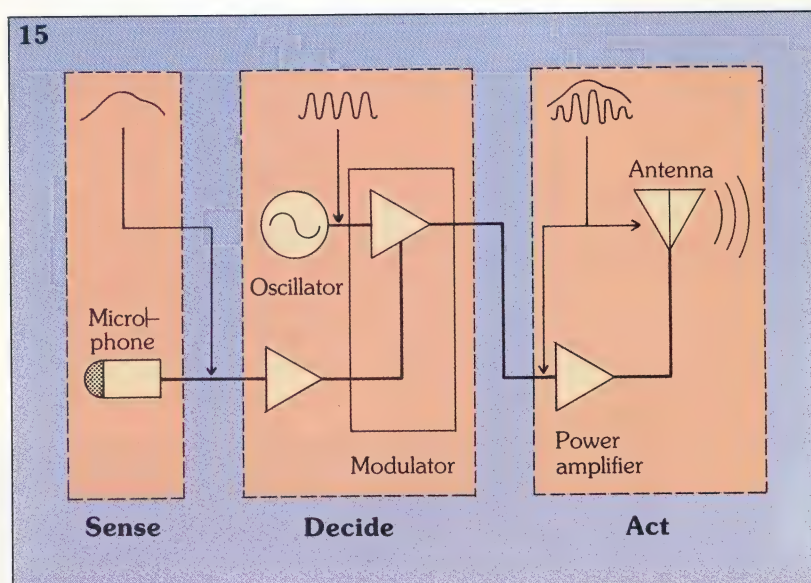 15
Antenna
Oscillator
Micro-
phone
Modulator
Power
amplifier
Sense
Decide
Act